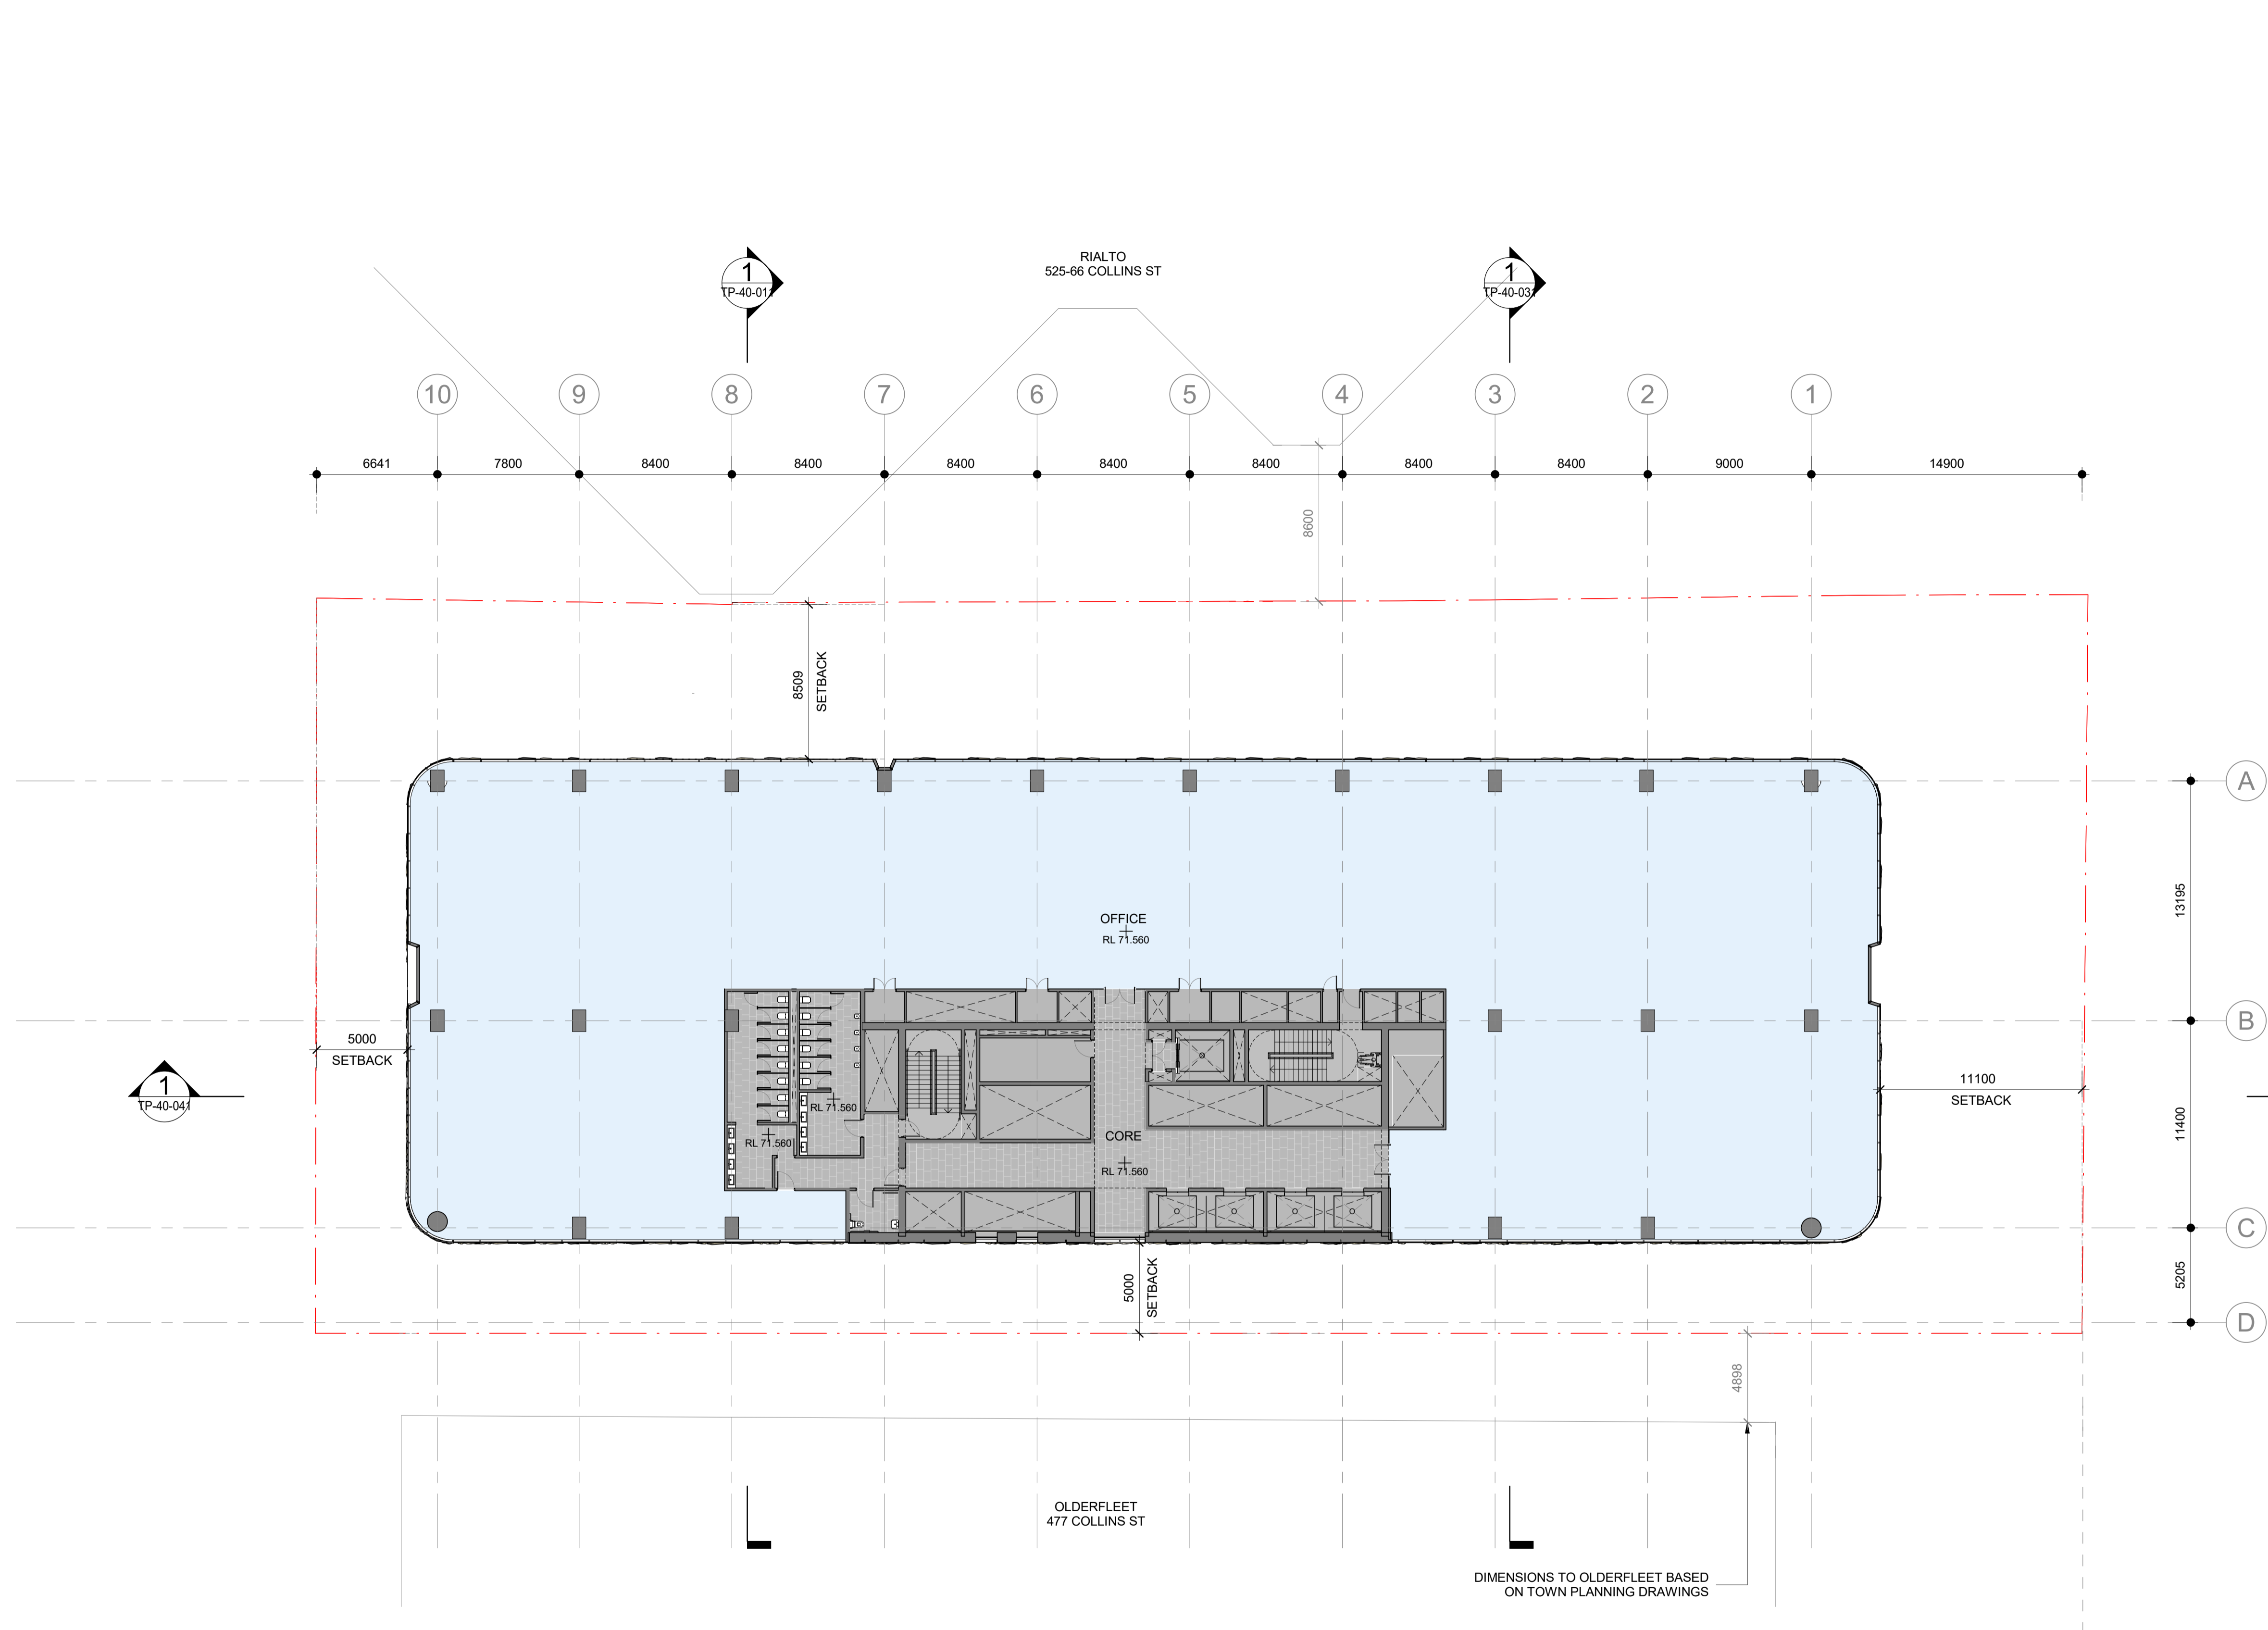 RIALTO
525-66 COLLINS ST
1
TP-40-011
1
TP-40-031
10
9
8
7
6
5
4
3
2
1
6641
7800
8400
8400
8400
8400
8400
8400
8400
9000
14900
8600
8509
SETBACK
A
13195
OFFICE
RL 71.560
B
5000
SETBACK
1
TP-40-041
11100
SETBACK
RL 71.560
11400
CORE
RL 71.560
RL 71.560
C
5000
SETBACK
5205
D
4898
OLDERFLEET
477 COLLINS ST
DIMENSIONS TO OLDERFLEET BASED
ON TOWN PLANNING DRAWINGS